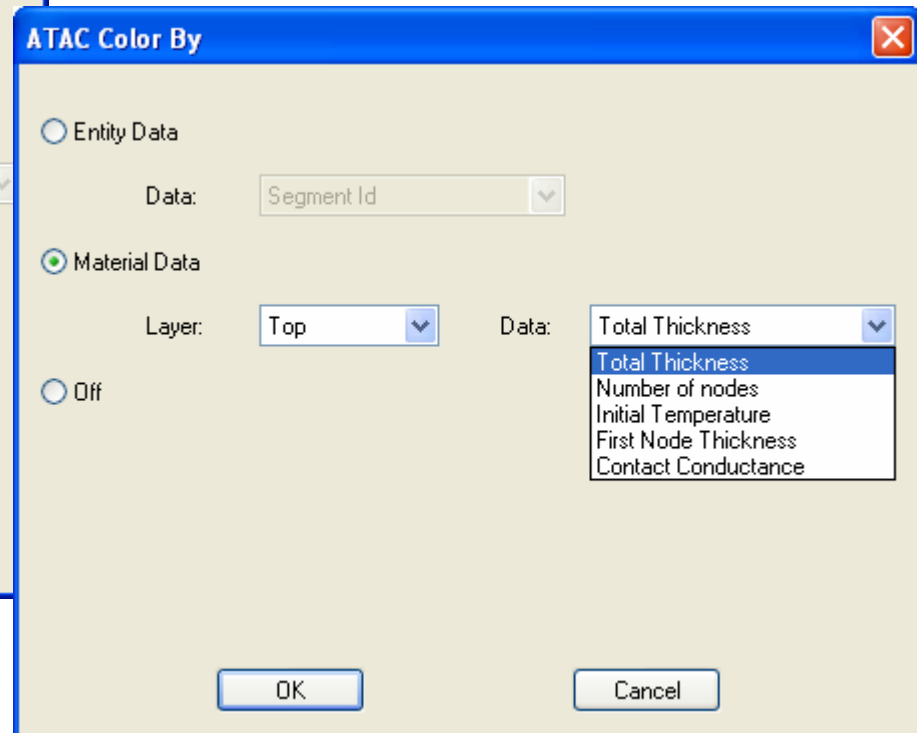 ATAC Color By
Entity Data
Data: Segment Id
Material Data
Layer: Top Data: Total Thickness
Total Thickness
Number of nodes
Off
Initial Temperature
First Node Thickness
Contact Conductance
OK Cancel